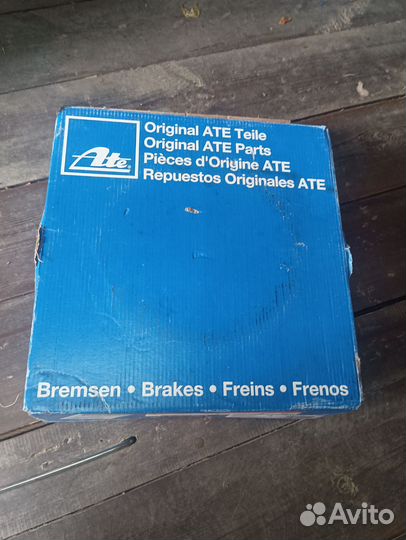 Ate
Original ATE Teile
Original ATE Parts
Pièces d'Origine ATE
Repuestos Originales ATE
Bremsen • Brakes • Freins • Frenos
Avito